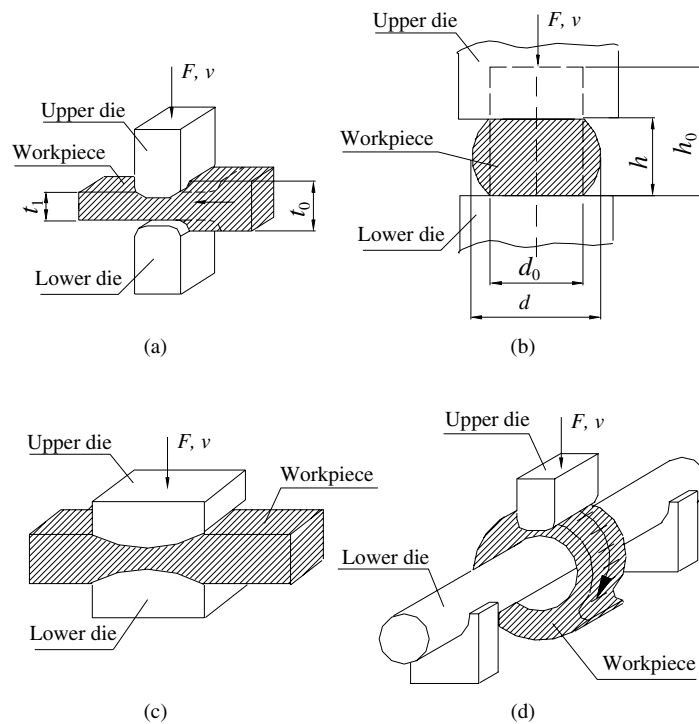 F, v
Upper die
Workpiece
t1
t0
Lower die
(a)
Upper die
F, v
Workpiece
h
h0
Lower die
d0
d
(b)
Upper die
F, v
Workpiece
Lower die
(c)
Upper die
F, v
Lower die
Workpiece
(d)